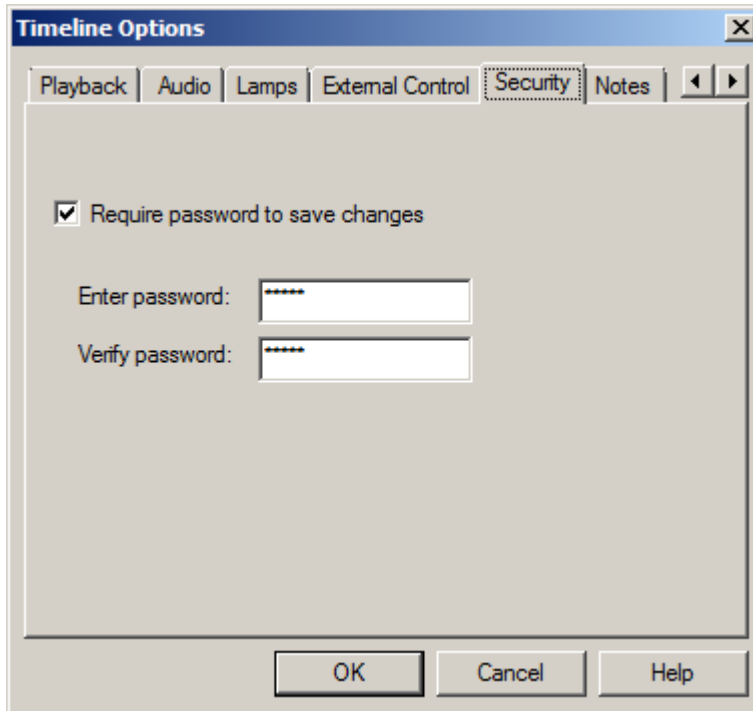 Timeline Options
Playback Audio Lamps External Control Security Notes
Require password to save changes
Enter password: *****
Verify password: *****
OK Cancel Help